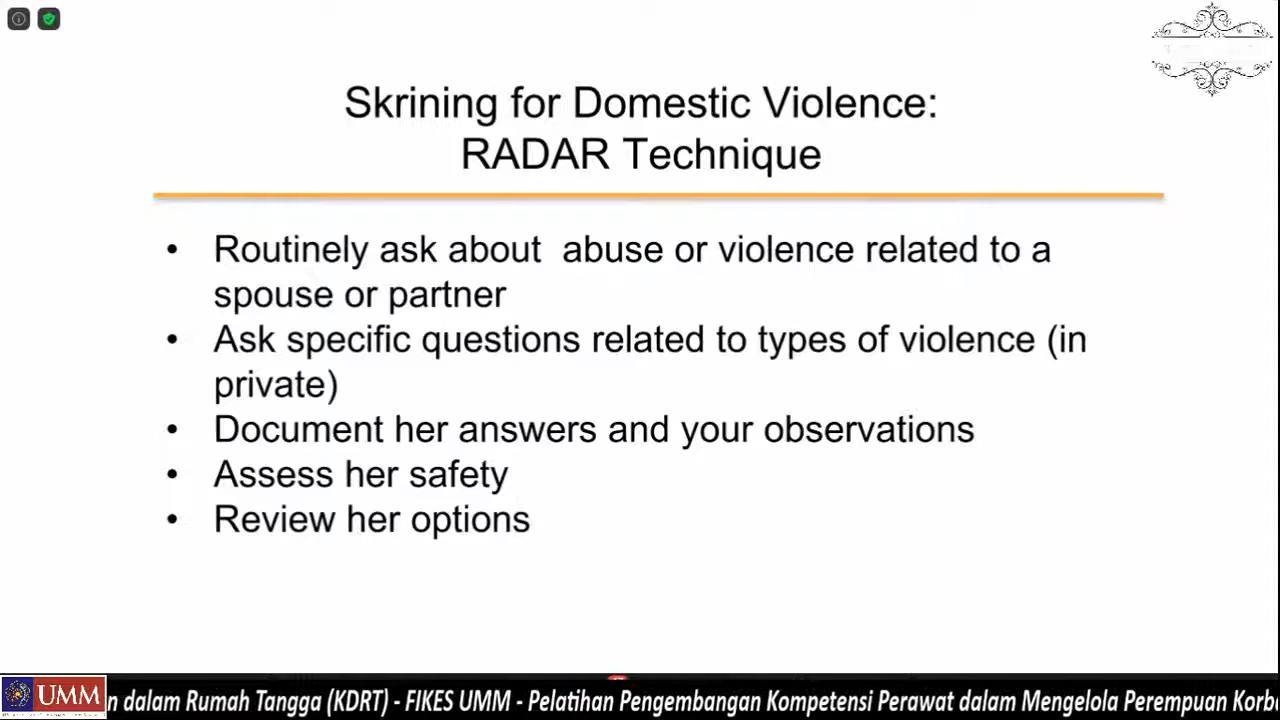 Skrining for Domestic Violence:
RADAR Technique
• Routinely ask about  abuse or violence related to a
spouse or partner
• Ask specific questions related to types of violence (in
private)
• Document her answers and your observations
• Assess her safety
• Review her options
UMM
dalam Rumah Tangga (KDRT) - FIKES UMM - Pelatihan Pengembangan Kompetensi Perawat dalam Mengelola Perempuan